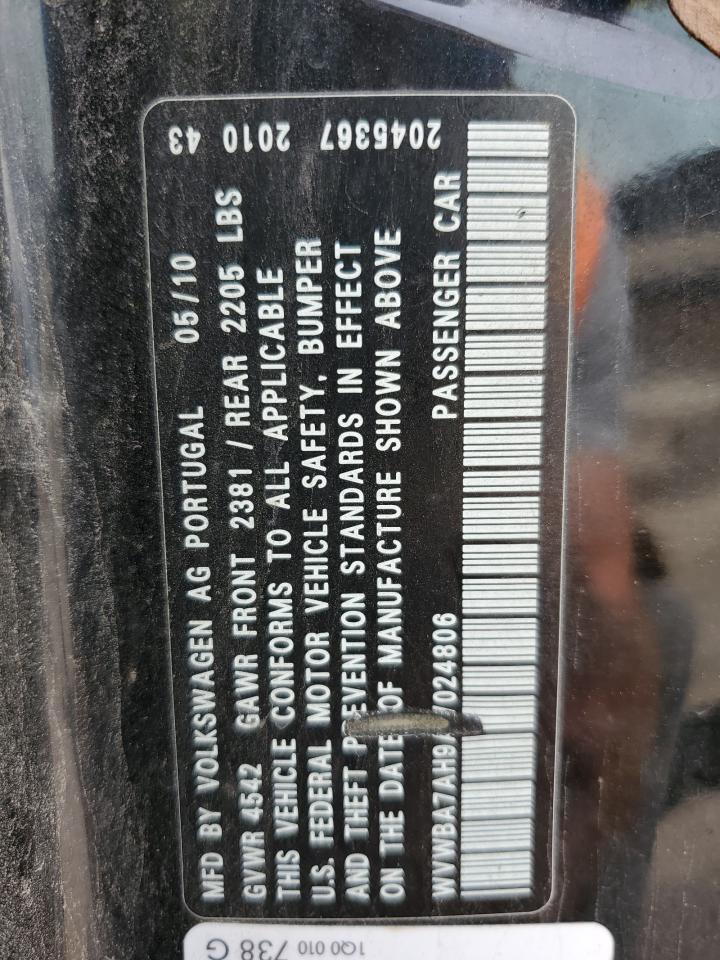 MFD BY VOLKSWAGEN AG PORTUGAL 05/10
GVWR 4542 GAWR FRONT 2381 / REAR 2205 LBS
THIS VEHICLE CONFORMS TO ALL APPLICABLE
U.S. FEDERAL MOTOR VEHICLE SAFETY, BUMPER
AND THEFT PREVENTION STANDARDS IN EFFECT
ON THE DATE OF MANUFACTURE SHOWN ABOVE
PASSENGER CAR
2045367 2010 43
1Q0 010 738 G